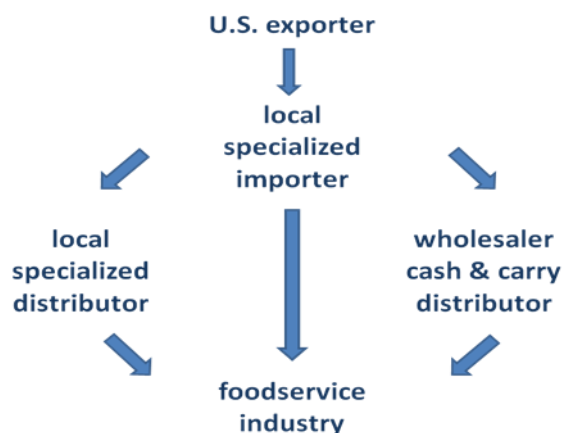 U.S. exporter
local
specialized
importer
local
specialized
distributor
wholesaler
cash & carry
distributor
foodservice
industry